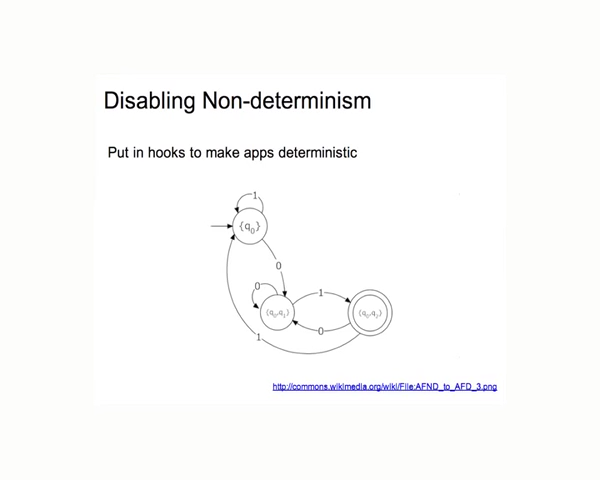 Disabling Non-determinism
Put in hooks to make apps deterministic
1
{q0}
0
0
{q0,q1}
1
{q0,q2}
0
1
http://commons.wikimedia.org/wiki/File:AFND_to_AFD_3.png